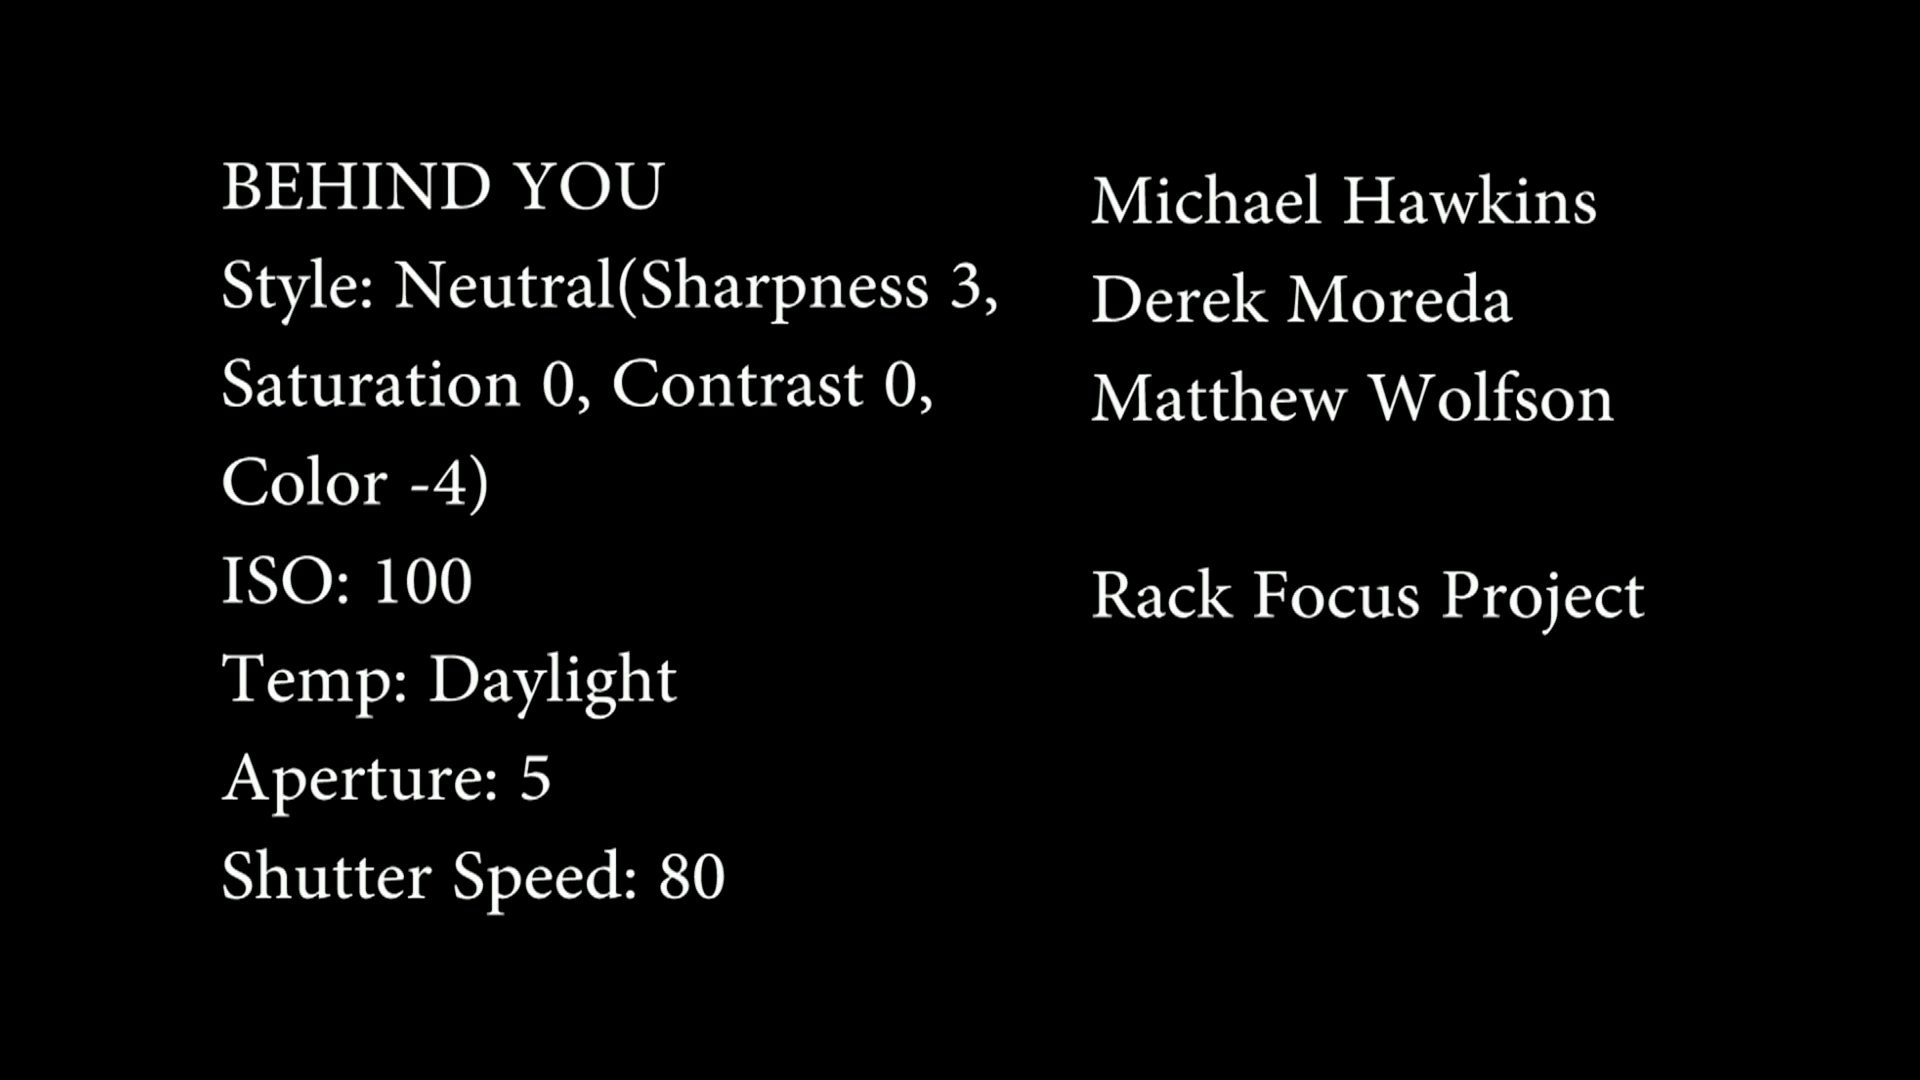 BEHIND YOU
Style: Neutral(Sharpness 3,
Saturation 0, Contrast 0,
Color -4)
ISO: 100
Temp: Daylight
Aperture: 5
Shutter Speed: 80
Michael Hawkins
Derek Moreda
Matthew Wolfson
Rack Focus Project